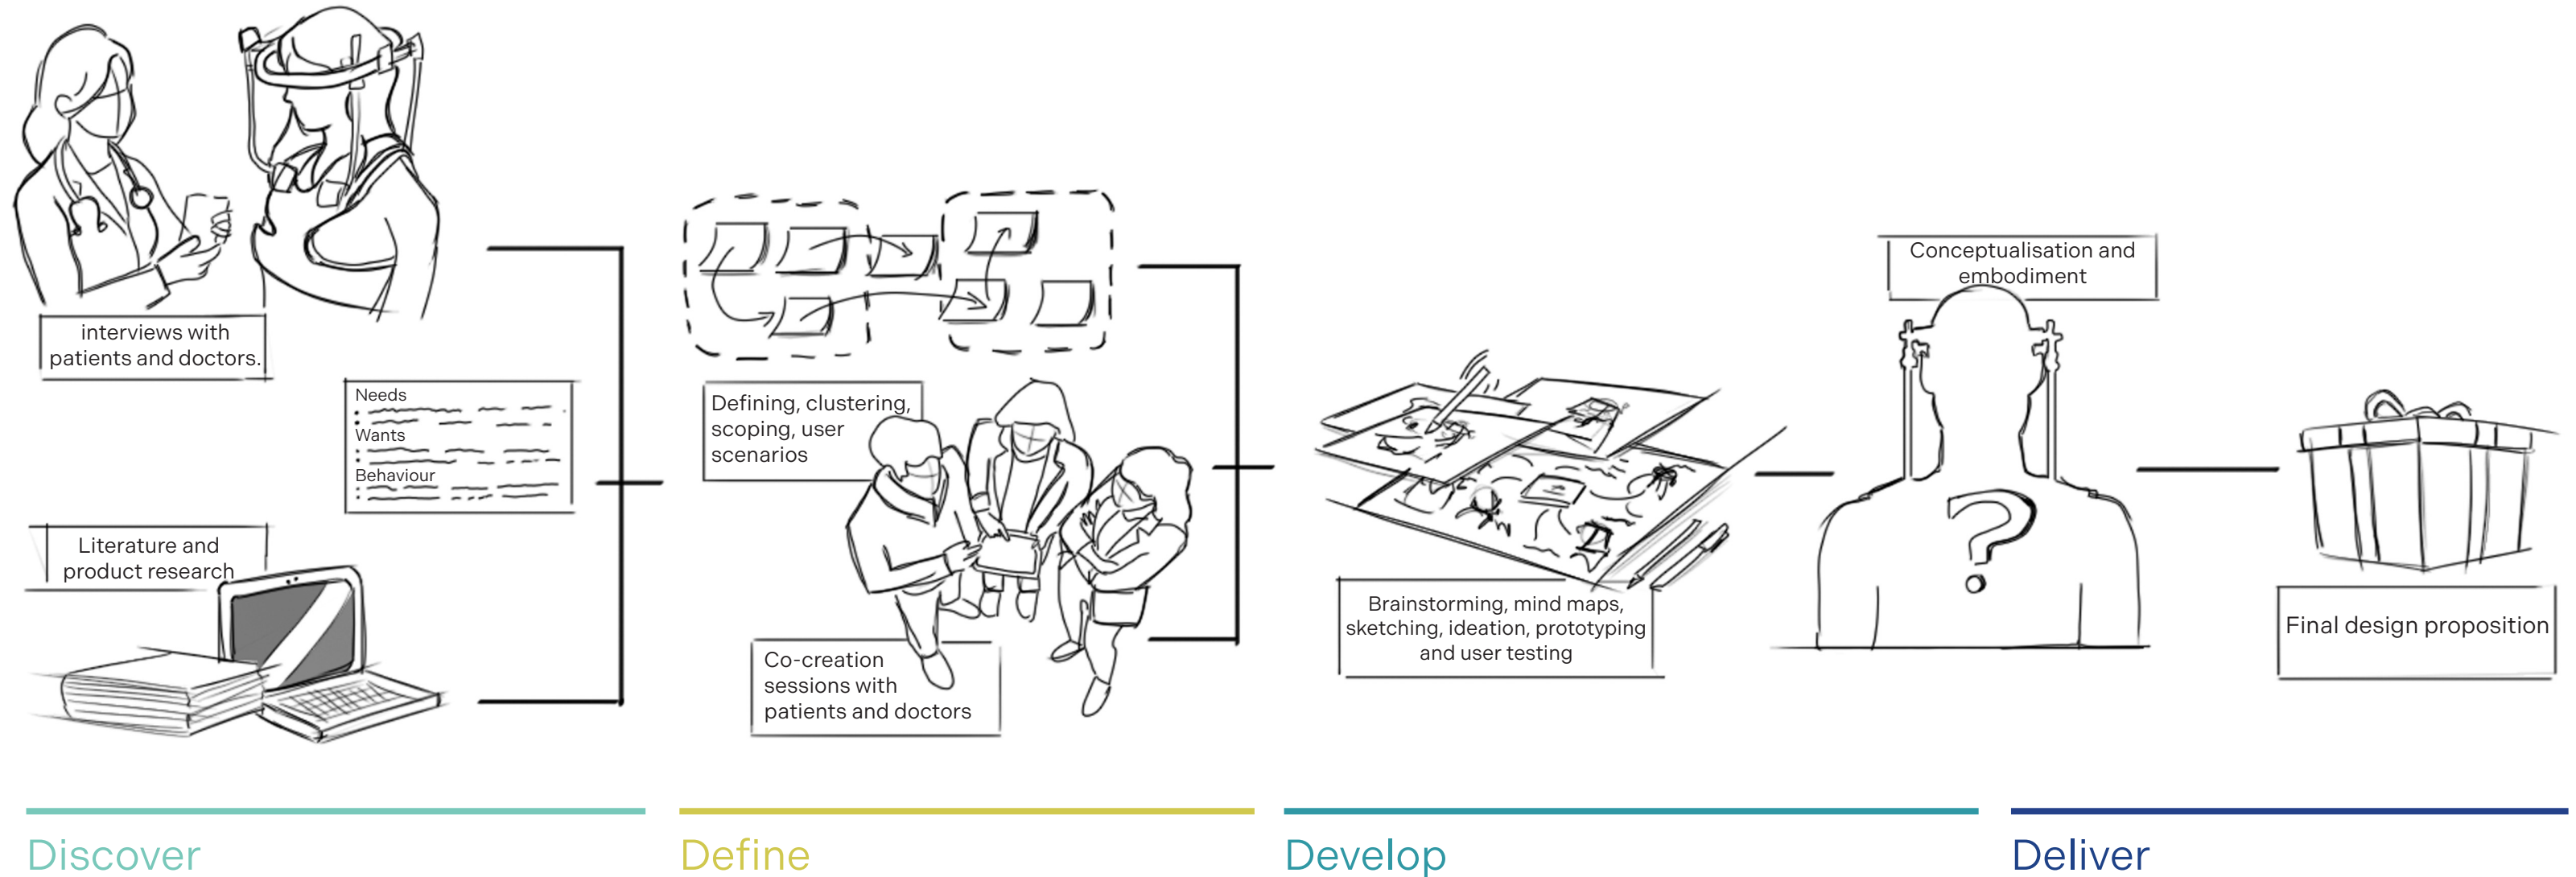 interviews with
patients and doctors.
Needs
Wants
Behaviour
Literature and
product research
Defining, clustering,
scoping, user
scenarios
Co-creation
sessions with
patients and doctors
Brainstorming, mind maps,
sketching, ideation, prototyping
and user testing
Conceptualisation and
embodiment
?
Final design proposition
Discover
Define
Develop
Deliver